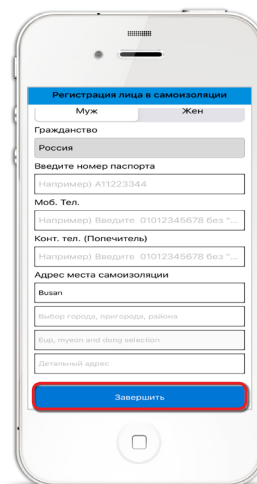 Регистрация лица в самоизоляции
Муж Жен
Гражданство
Россия
Введите номер паспорта
Например) A11223344
Моб. Тел.
Например) Введите 01012345678 без "...
Конт. тел. (Попечитель)
Например) Введите 01012345678 без "...
Адрес места самоизоляции
Busan
Выбор города, пригорода, района
Eup, myeon and dong selection
Детальный адрес
Завершить